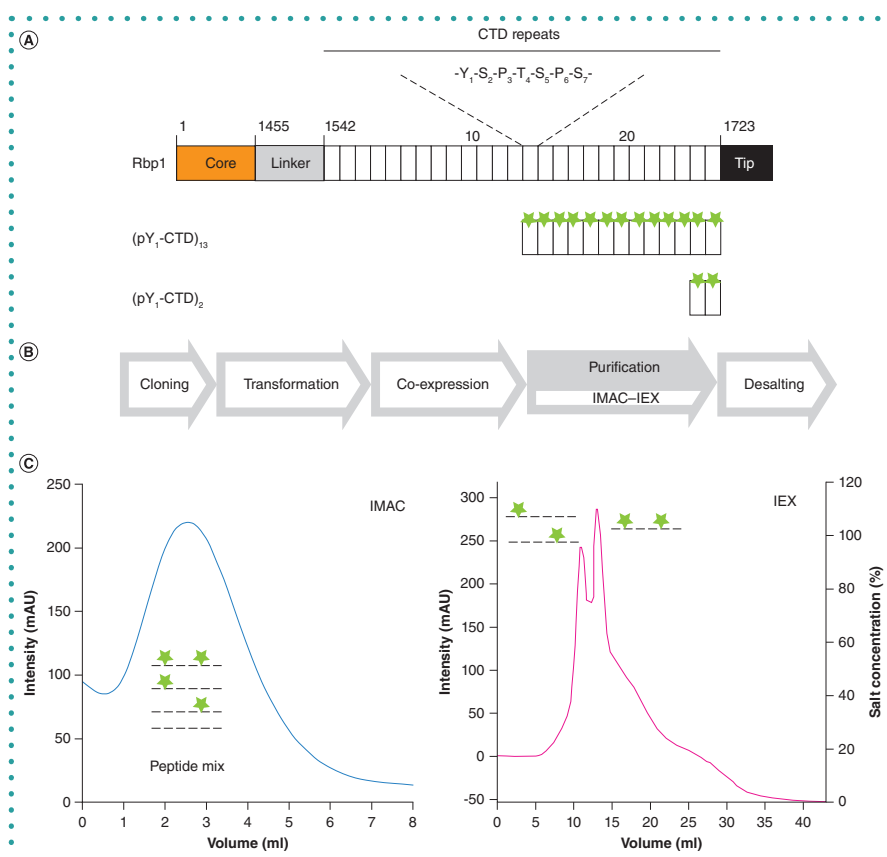 A
CTD repeats
-Y1-S2-P3-T4-S5-P6-S7-
1 1455 1542 10 20 1723
Rbp1 Core Linker Tip
(pY1-CTD)13
(pY1-CTD)2
B
Cloning Transformation Co-expression Purification IMAC–IEX Desalting
C
IMAC
250
200
150
100
50
0
Intensity (mAU)
Peptide mix
0 1 2 3 4 5 6 7 8
Volume (ml)
IEX
300
250
200
150
100
50
0
-50
Intensity (mAU)
120
100
80
60
40
20
0
Salt concentration (%)
0 5 10 15 20 25 30 35 40
Volume (ml)